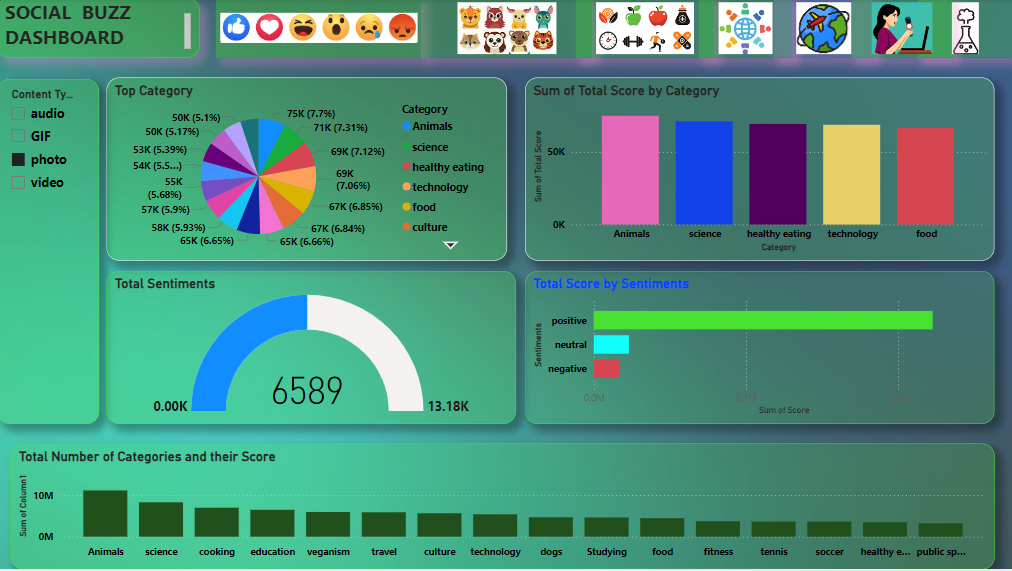 SOCIAL BUZZ
DASHBOARD
Content Ty...
audio
GIF
photo
video
Top Category
75K (7.7%)
71K (7.31%)
69K (7.12%)
69K
(7.06%)
67K (6.85%)
67K (6.84%)
65K (6.66%)
65K (6.65%)
58K (5.93%)
57K (5.9%)
55K
(5.68%)
54K (5.5...)
53K (5.39%)
50K (5.17%)
50K (5.1%)
Category
Animals
science
healthy eating
technology
food
culture
Sum of Total Score by Category
Sum of Total Score
50K
0K
Animals
science
healthy eating
technology
food
Category
Total Sentiments
6589
0.00K
13.18K
Total Score by Sentiments
Sentiments
positive
neutral
negative
0.0M
Sum of Score
Total Number of Categories and their Score
Sum of Column1
10M
0M
Animals
science
cooking
education
veganism
travel
culture
technology
dogs
Studying
food
fitness
tennis
soccer
healthy e...
public sp...